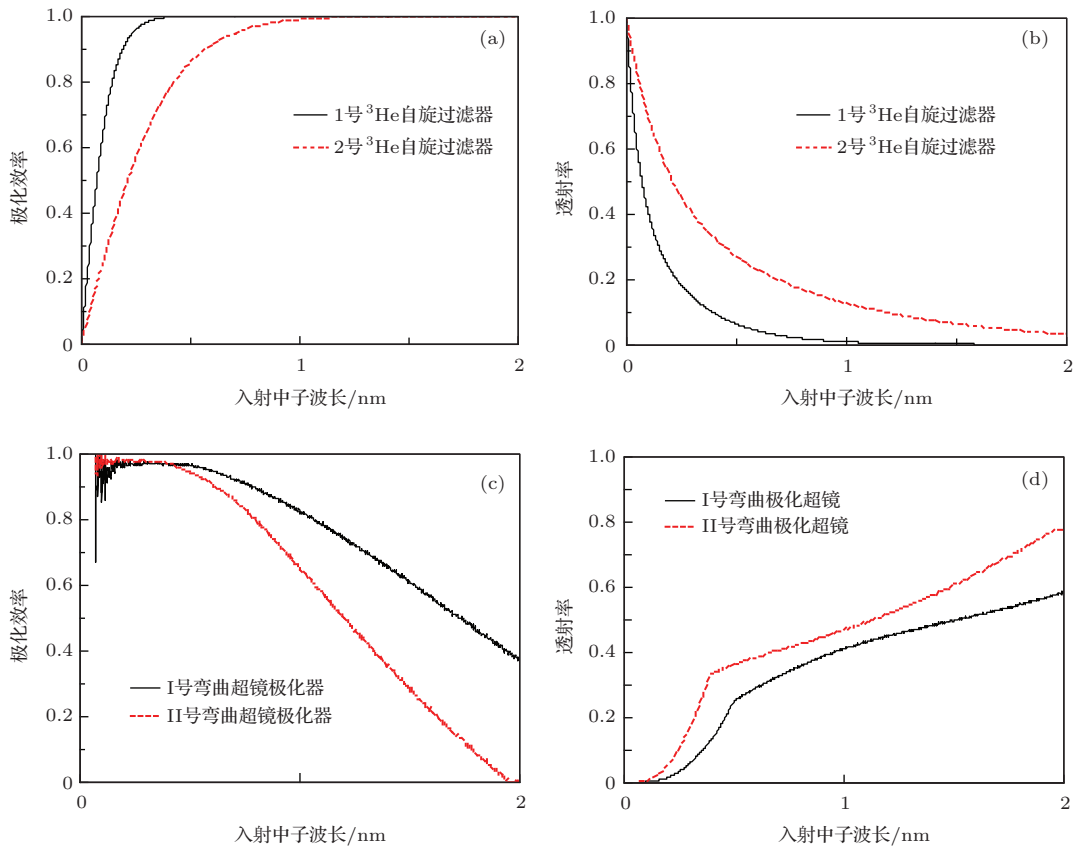 (a)
1.0
0.8
0.6
0.4
0.2
0
极化效率
1号³He自旋过滤器
2号³He自旋过滤器
0
1
2
入射中子波长/nm
(b)
1.0
0.8
0.6
0.4
0.2
0
透射率
1号³He自旋过滤器
2号³He自旋过滤器
0
1
2
入射中子波长/nm
(c)
1.0
0.8
0.6
0.4
0.2
0
极化效率
I号弯曲超镜极化器
II号弯曲超镜极化器
0
1
2
入射中子波长/nm
(d)
1.0
0.8
0.6
0.4
0.2
0
透射率
I号弯曲极化超镜
II号弯曲极化超镜
0
1
2
入射中子波长/nm